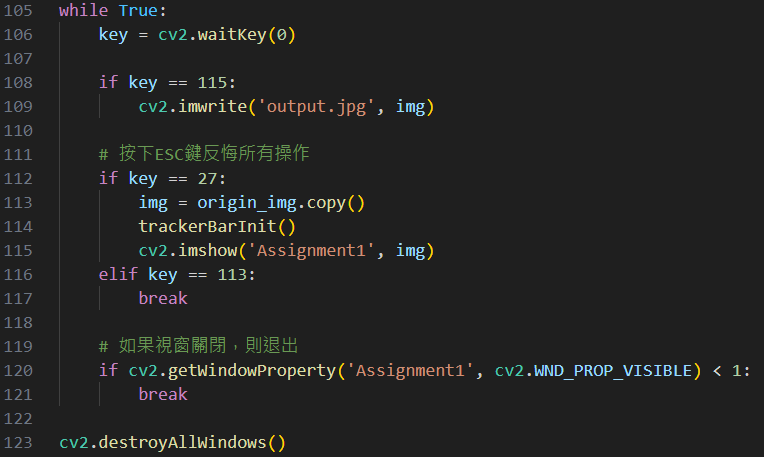 105 while True:
106     key = cv2.waitKey(0)
107
108     if key == 115:
109         cv2.imwrite('output.jpg', img)
110
111     # 按下ESC鍵反悔所有操作
112     if key == 27:
113         img = origin_img.copy()
114         trackerBarInit()
115         cv2.imshow('Assignment1', img)
116     elif key == 113:
117         break
118
119     # 如果視窗關閉，則退出
120     if cv2.getWindowProperty('Assignment1', cv2.WND_PROP_VISIBLE) < 1:
121         break
122
123 cv2.destroyAllWindows()